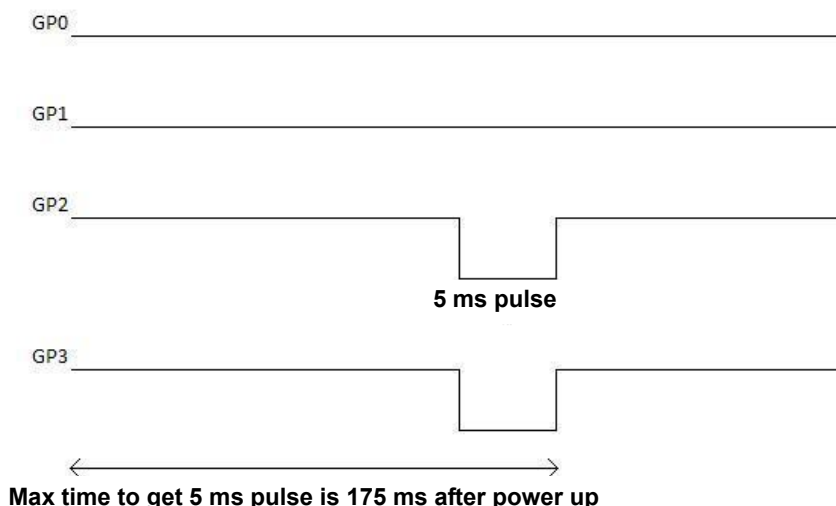 GP0
GP1
GP2
5 ms pulse
GP3
Max time to get 5 ms pulse is 175 ms after power up